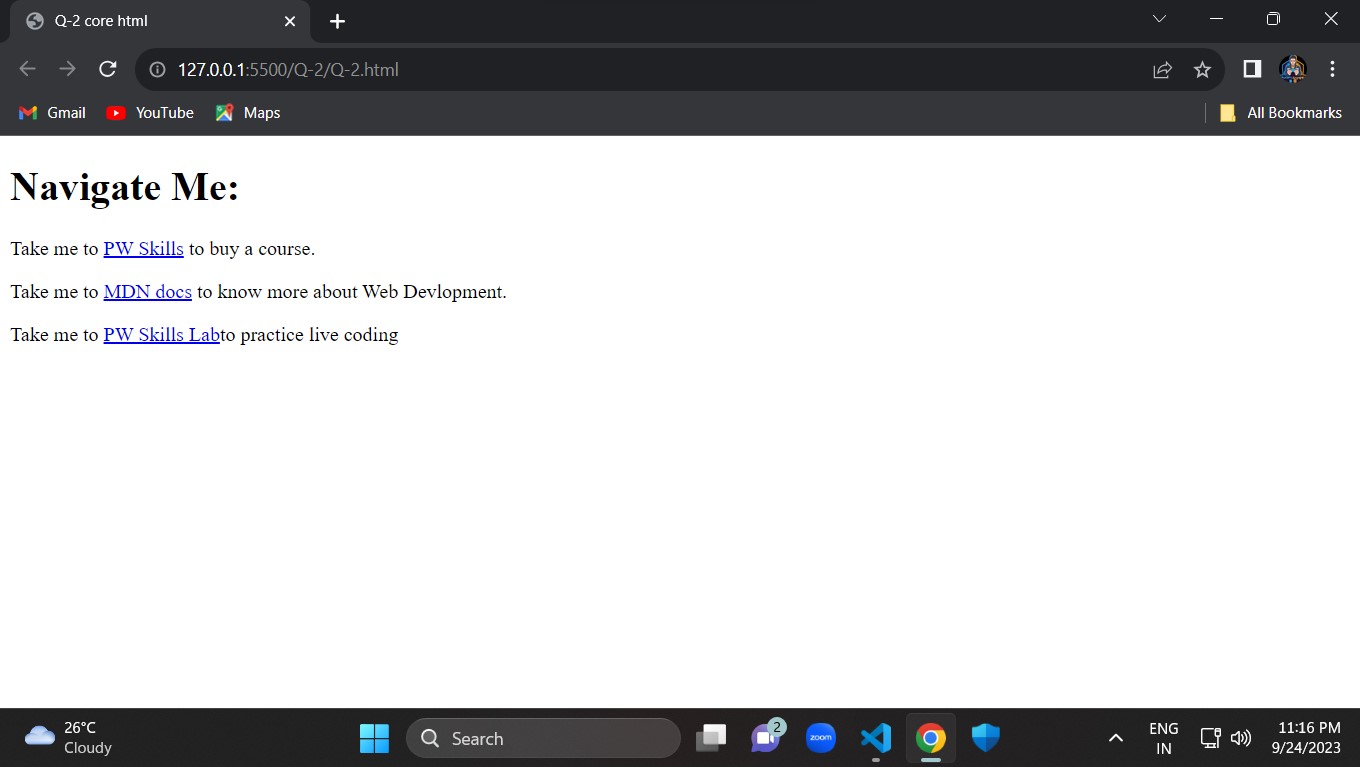 Q-2 core html
127.0.0.1:5500/Q-2/Q-2.html
Gmail YouTube Maps All Bookmarks
Navigate Me:
Take me to PW Skills to buy a course.
Take me to MDN docs to know more about Web Devlopment.
Take me to PW Skills Labto practice live coding
26°C
Cloudy
Search
2
zoom
ENG
IN
11:16 PM
9/24/2023